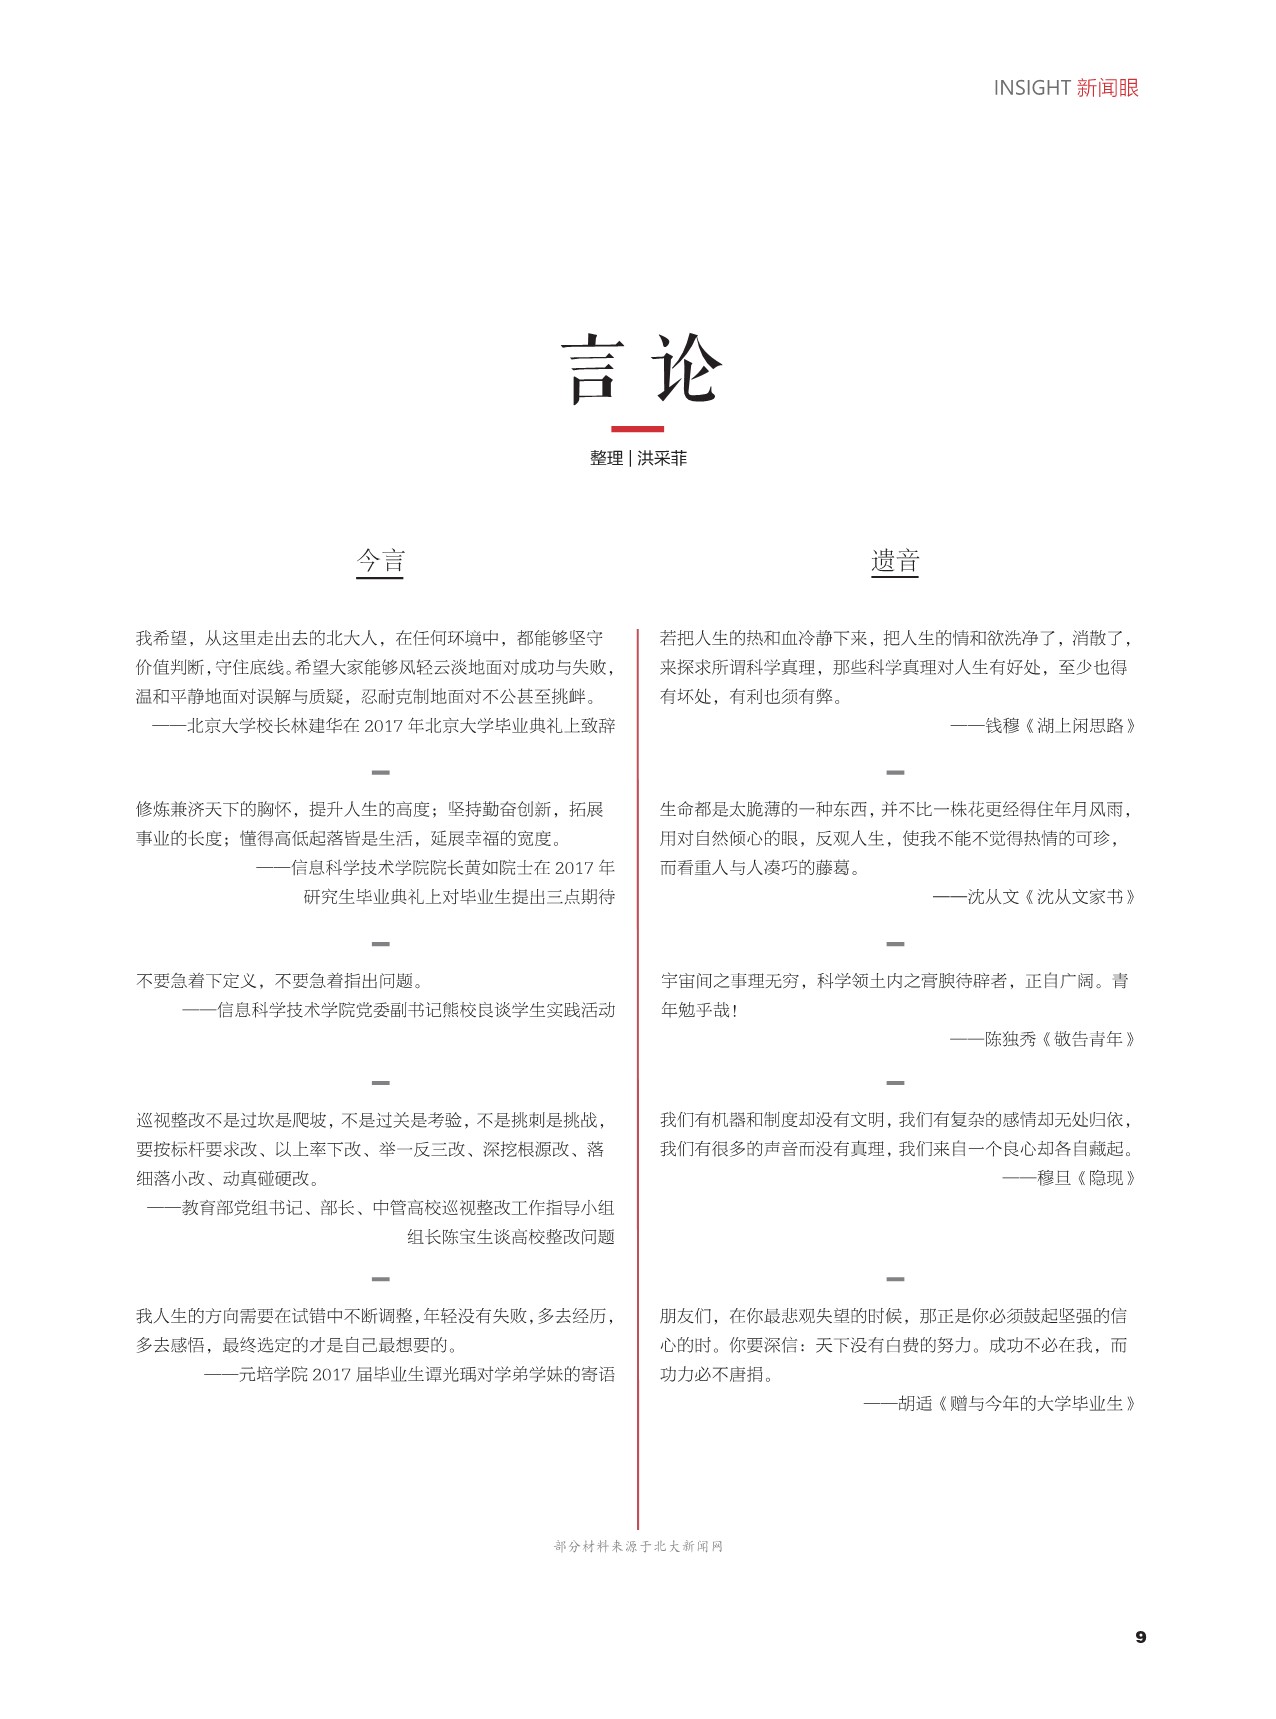 INSIGHT 新闻眼
言论
整理 | 洪采菲
今言
我希望，从这里走出去的北大人，在任何环境中，都能够坚守
价值判断，守住底线。希望大家能够风轻云淡地面对成功与失败，
温和平静地面对误解与质疑，忍耐克制地面对不公甚至挑衅。
——北京大学校长林建华在 2017 年北京大学毕业典礼上致辞
修炼兼济天下的胸怀，提升人生的高度；坚持勤奋创新，拓展
事业的长度；懂得高低起落皆是生活，延展幸福的宽度。
——信息科学技术学院院长黄如院士在 2017 年
研究生毕业典礼上对毕业生提出三点期待
不要急着下定义，不要急着指出问题。
——信息科学技术学院党委副书记熊校良谈学生实践活动
巡视整改不是过坎是爬坡，不是过关是考验，不是挑刺是挑战，
要按标杆要求改、以上率下改、举一反三改、深挖根源改、落
细落小改、动真碰硬改。
——教育部党组书记、部长、中管高校巡视整改工作指导小组
组长陈宝生谈高校整改问题
我人生的方向需要在试错中不断调整，年轻没有失败，多去经历，
多去感悟，最终选定的才是自己最想要的。
——元培学院 2017 届毕业生谭光瑀对学弟学妹的寄语
遗音
若把人生的热和血冷静下来，把人生的情和欲洗净了，消散了，
来探求所谓科学真理，那些科学真理对人生有好处，至少也得
有坏处，有利也须有弊。
——钱穆《湖上闲思路》
生命都是太脆薄的一种东西，并不比一株花更经得住年月风雨，
用对自然倾心的眼，反观人生，使我不能不觉得热情的可珍，
而看重人与人凑巧的藤葛。
——沈从文《沈从文家书》
宇宙间之事理无穷，科学领土内之膏腴待辟者，正自广阔。青
年勉乎哉！
——陈独秀《敬告青年》
我们有机器和制度却没有文明，我们有复杂的感情却无处归依，
我们有很多的声音而没有真理，我们来自一个良心却各自藏起。
——穆旦《隐现》
朋友们，在你最悲观失望的时候，那正是你必须鼓起坚强的信
心的时。你要深信：天下没有白费的努力。成功不必在我，而
功力必不唐捐。
——胡适《赠与今年的大学毕业生》
部分材料来源于北大新闻网
9